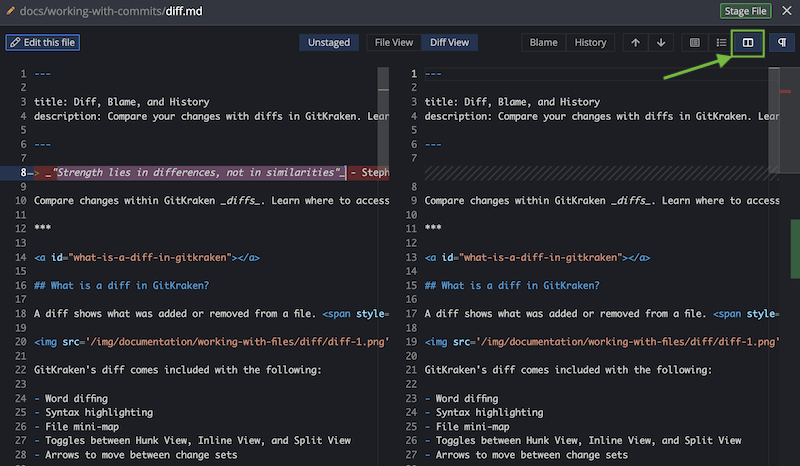 docs/working-with-commits/diff.md
Stage File
Edit this file
Unstaged
File View
Diff View
Blame
History
1 ---
2
3 title: Diff, Blame, and History
4 description: Compare your changes with diffs in GitKraken. Lear
5
6 ---
7
8 —> _"Strength lies in differences, not in similarities"_ - Steph
9
10 Compare changes within GitKraken _diffs_. Learn where to access
11
12 ***
13
14 <a id="what-is-a-diff-in-gitkraken"></a>
15
16 ## What is a diff in GitKraken?
17
18 A diff shows what was added or removed from a file. <span style=
19
20 <img src='/img/documentation/working-with-files/diff/diff-1.png'
21
22 GitKraken's diff comes included with the following:
23
24 - Word diffing
25 - Syntax highlighting
26 - File mini-map
27 - Toggles between Hunk View, Inline View, and Split View
28 - Arrows to move between change sets
1 ---
2
3 title: Diff, Blame, and History
4 description: Compare your changes with diffs in GitKraken. Lear
5
6 ---
7
8
9 Compare changes within GitKraken _diffs_. Learn where to access
10
11 ***
12
13 <a id="what-is-a-diff-in-gitkraken"></a>
14
15 ## What is a diff in GitKraken?
16
17 A diff shows what was added or removed from a file. <span style=
18
19 <img src='/img/documentation/working-with-files/diff/diff-1.png'
20
21 GitKraken's diff comes included with the following:
22
23 - Word diffing
24 - Syntax highlighting
25 - File mini-map
26 - Toggles between Hunk View, Inline View, and Split View
27 - Arrows to move between change sets